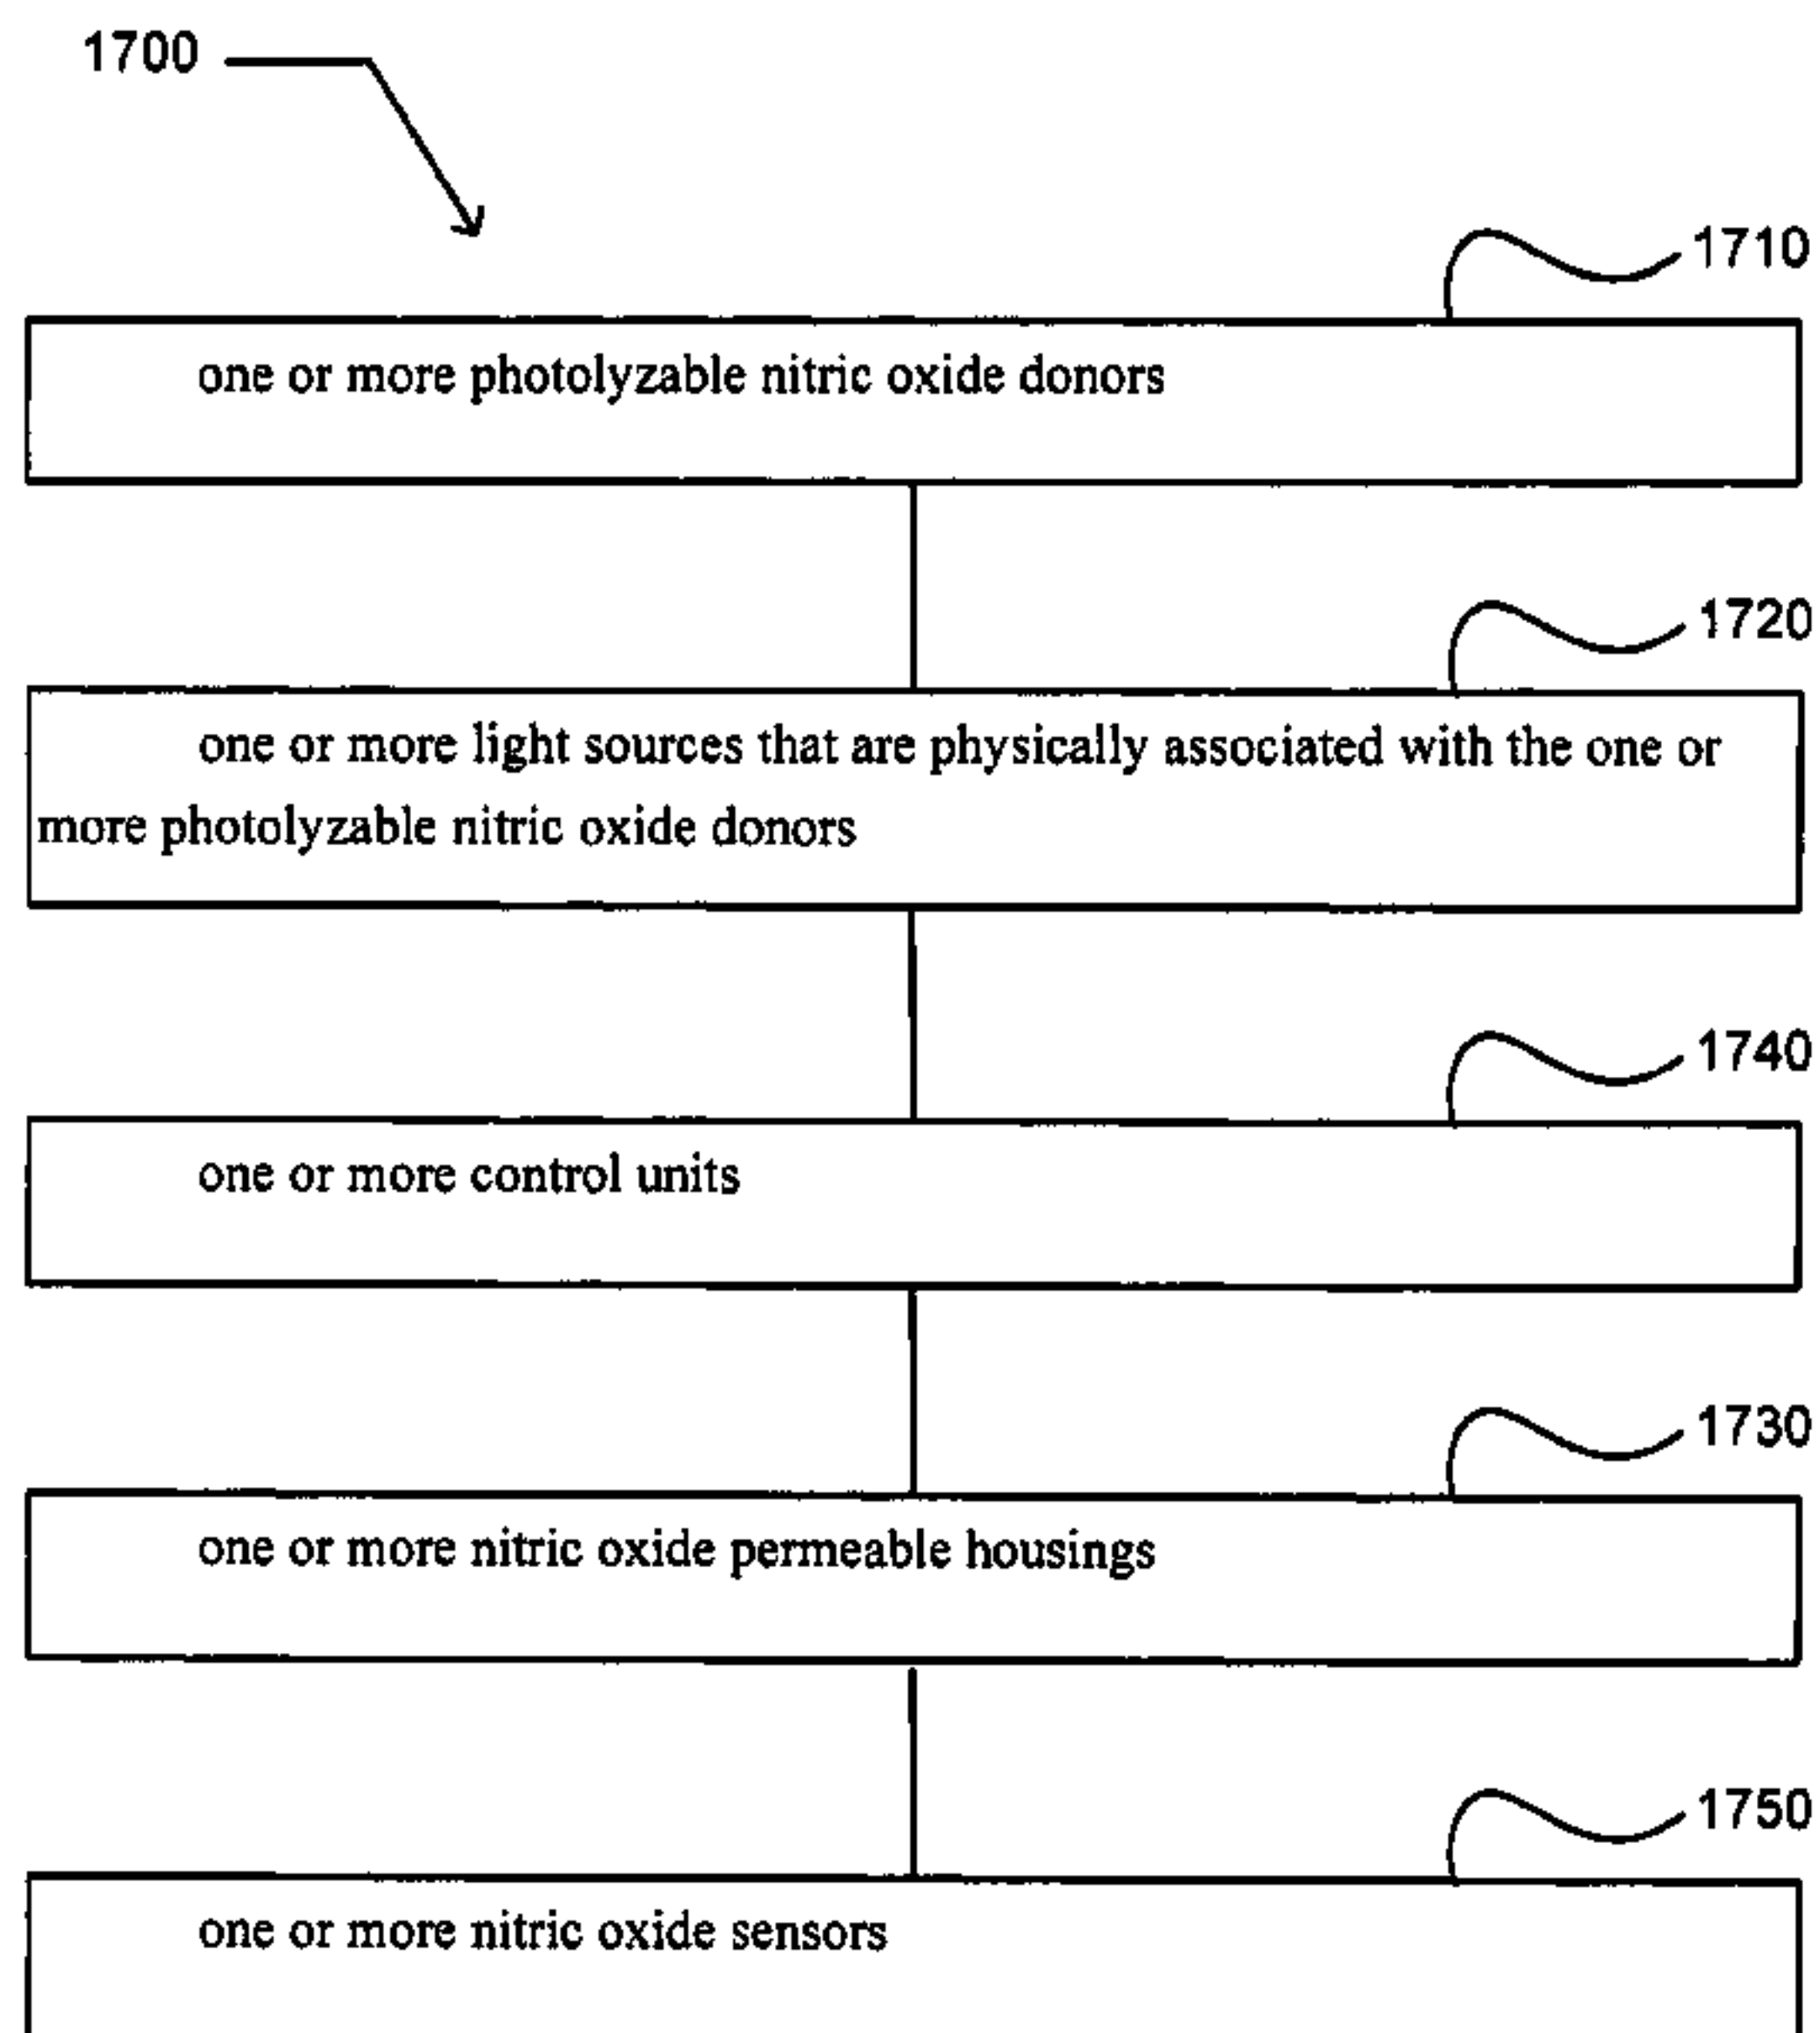 1700
1710
one or more photolyzable nitric oxide donors
1720
one or more light sources that are physically associated with the one or
more photolyzable nitric oxide donors
1740
one or more control units
1730
one or more nitric oxide permeable housings
1750
one or more nitric oxide sensors